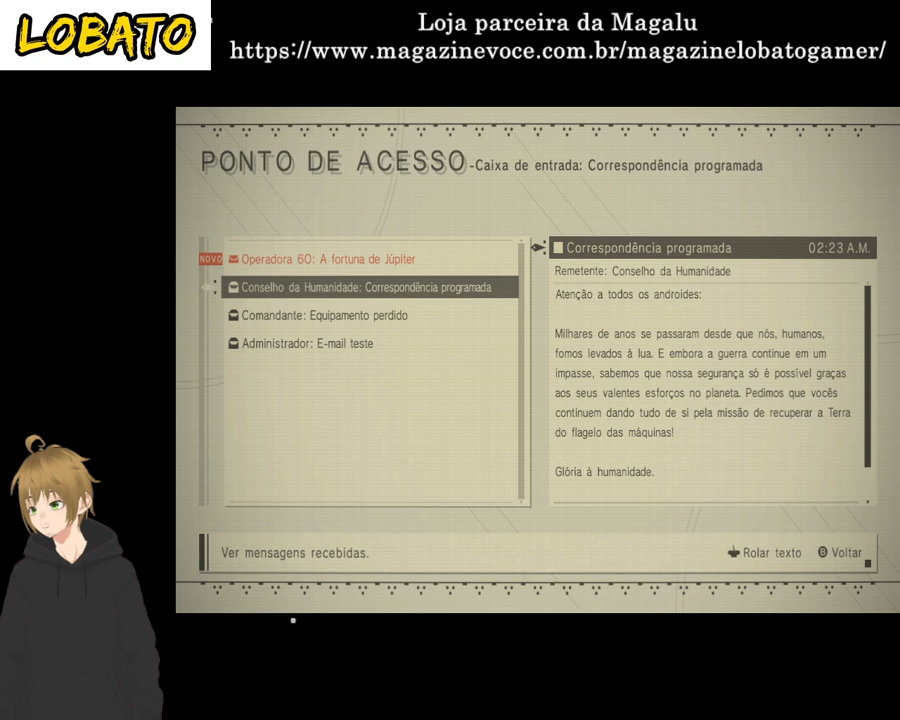 LOBATO
Loja parceira da Magalu
https://www.magazinevoce.com.br/magazinelobatogamer/
PONTO DE ACESSO -Caixa de entrada: Correspondência programada
NOVO Operadora 6O: A fortuna de Júpiter
Conselho da Humanidade: Correspondência programada
Comandante: Equipamento perdido
Administrador: E-mail teste
Correspondência programada 02:23 A.M.
Remetente: Conselho da Humanidade
Atenção a todos os androides:
Milhares de anos se passaram desde que nós, humanos,
fomos levados à lua. E embora a guerra continue em um
impasse, sabemos que nossa segurança só é possível graças
aos seus valentes esforços no planeta. Pedimos que vocês
continuem dando tudo de si pela missão de recuperar a Terra
do flagelo das máquinas!
Glória à humanidade.
Ver mensagens recebidas.
Rolar texto B Voltar